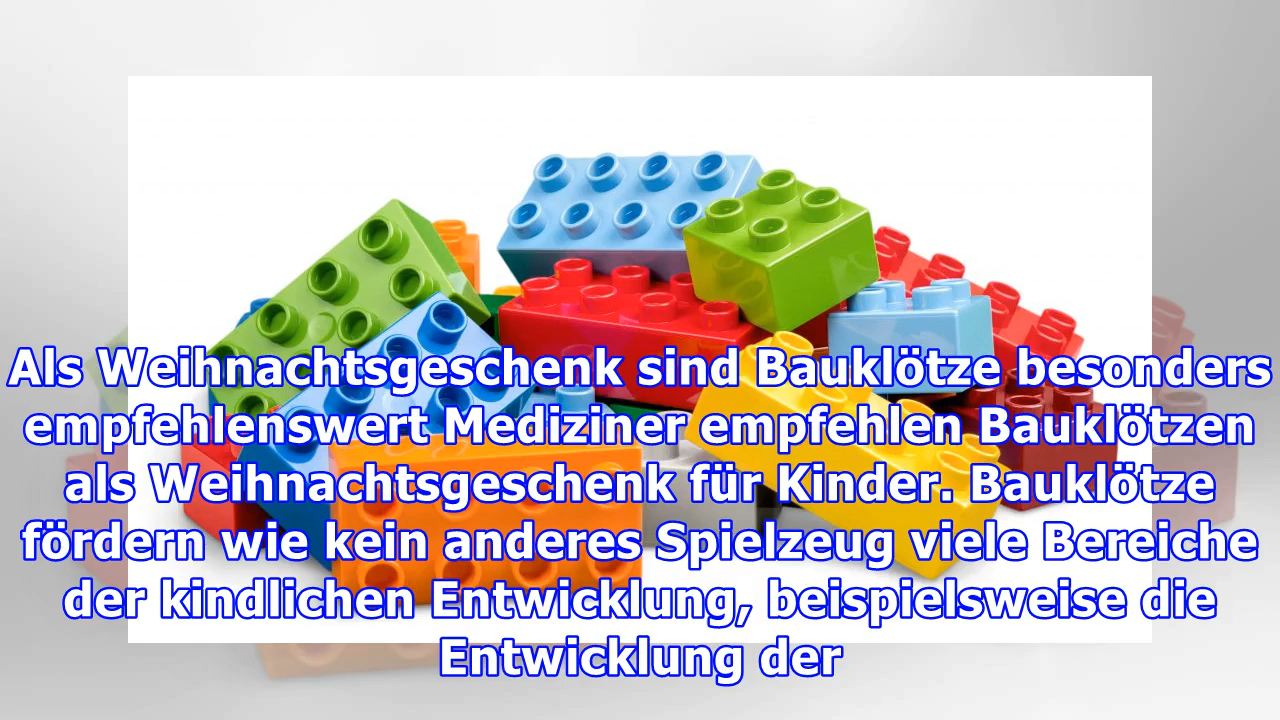 Als Weihnachtsgeschenk sind Bauklötze besonders
empfehlenswert Mediziner empfehlen Bauklötzen
als Weihnachtsgeschenk für Kinder. Bauklötze
fördern wie kein anderes Spielzeug viele Bereiche
der kindlichen Entwicklung, beispielsweise die
Entwicklung der